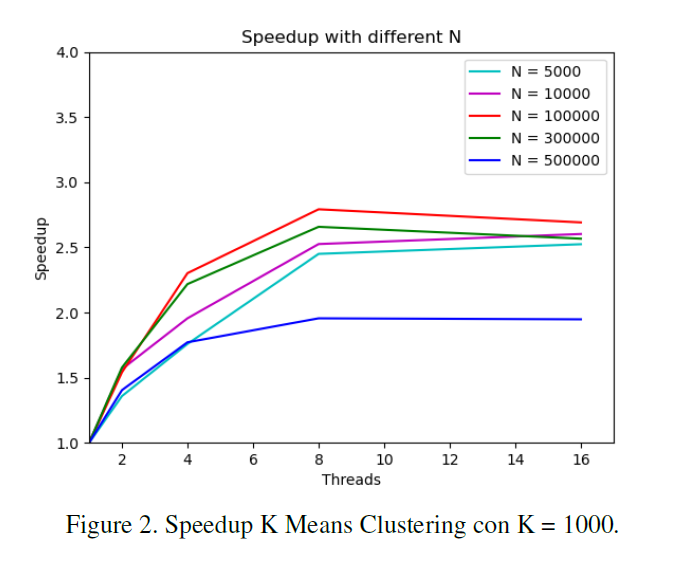 Speedup with different N
4.0
3.5
3.0
2.5
2.0
1.5
1.0
Speedup
N = 5000
N = 10000
N = 100000
N = 300000
N = 500000
2 4 6 8 10 12 14 16
Threads
Figure 2. Speedup K Means Clustering con K = 1000.